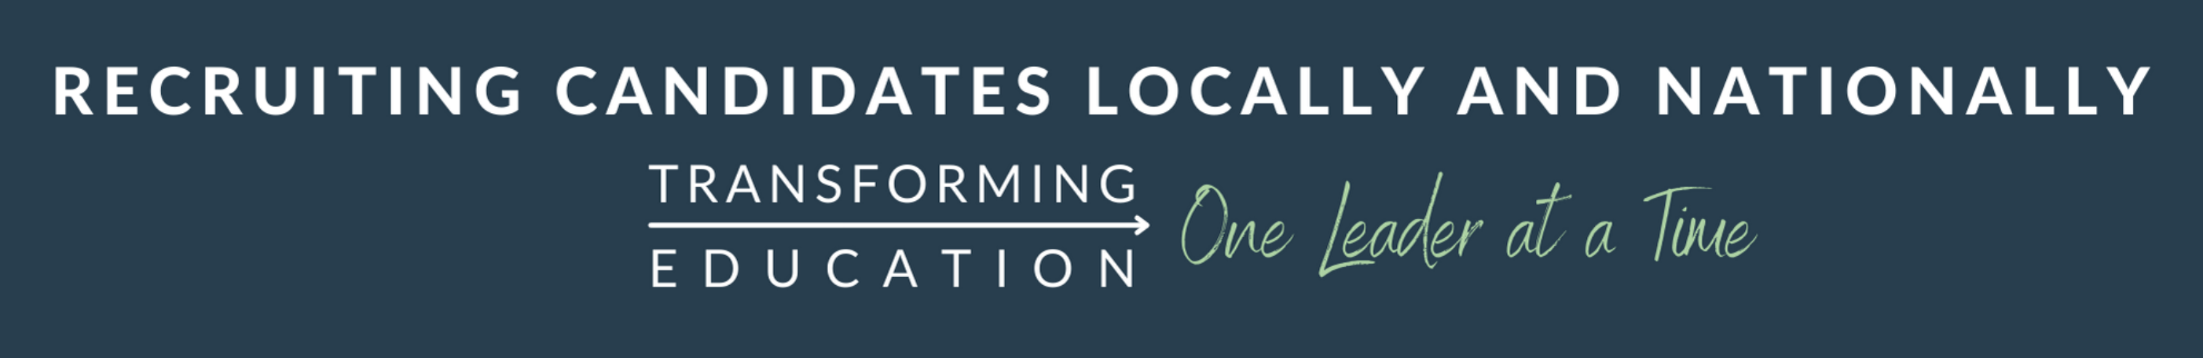 RECRUITING CANDIDATES LOCALLY AND NATIONALLY
TRANSFORMING
EDUCATION
One Leader at a Time